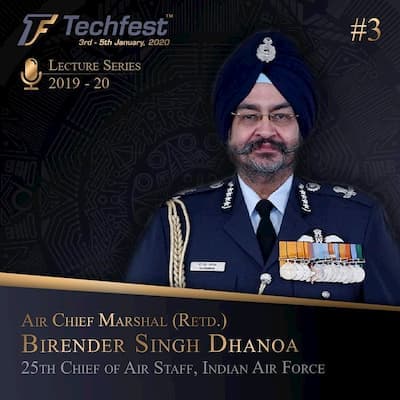 Techfest™
#3
3rd - 5th January, 2020
Lecture Series
2019 - 20
Air Chief Marshal (Retd.)
Birender Singh Dhanoa
25th Chief of Air Staff, Indian Air Force